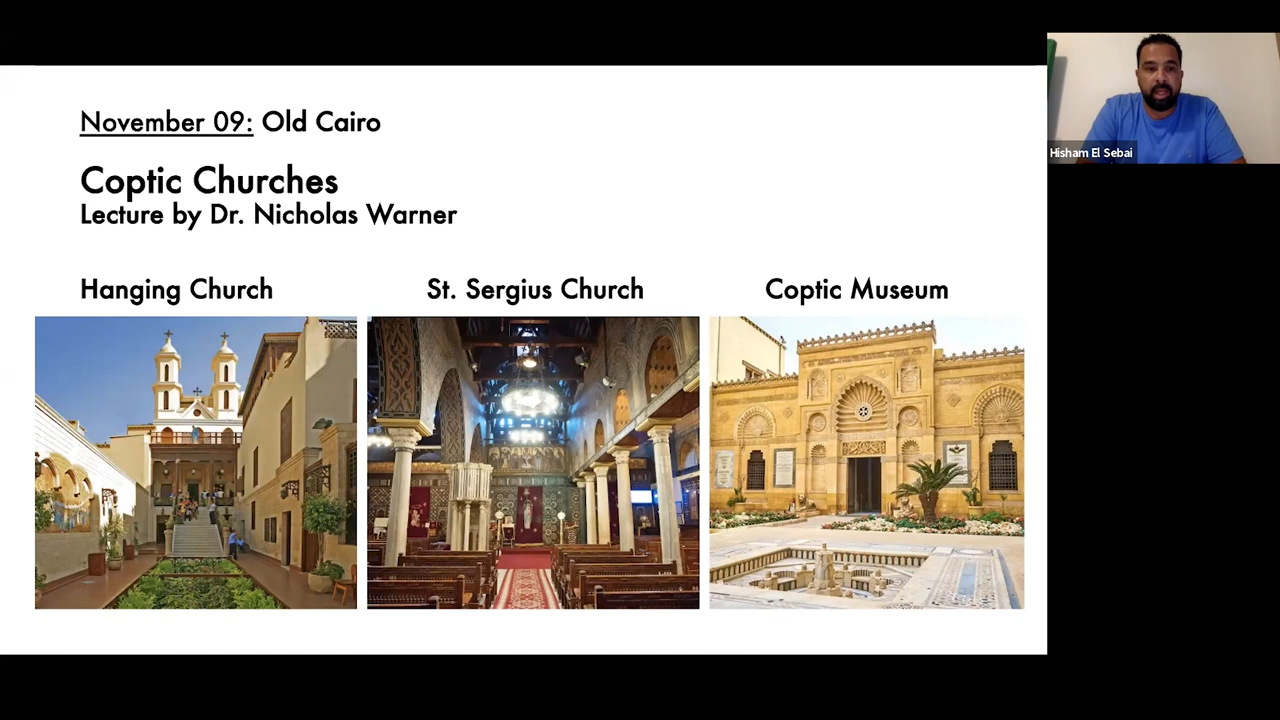 November 09: Old Cairo
Coptic Churches
Lecture by Dr. Nicholas Warner
Hanging Church
St. Sergius Church
Coptic Museum
Hisham El Sebai